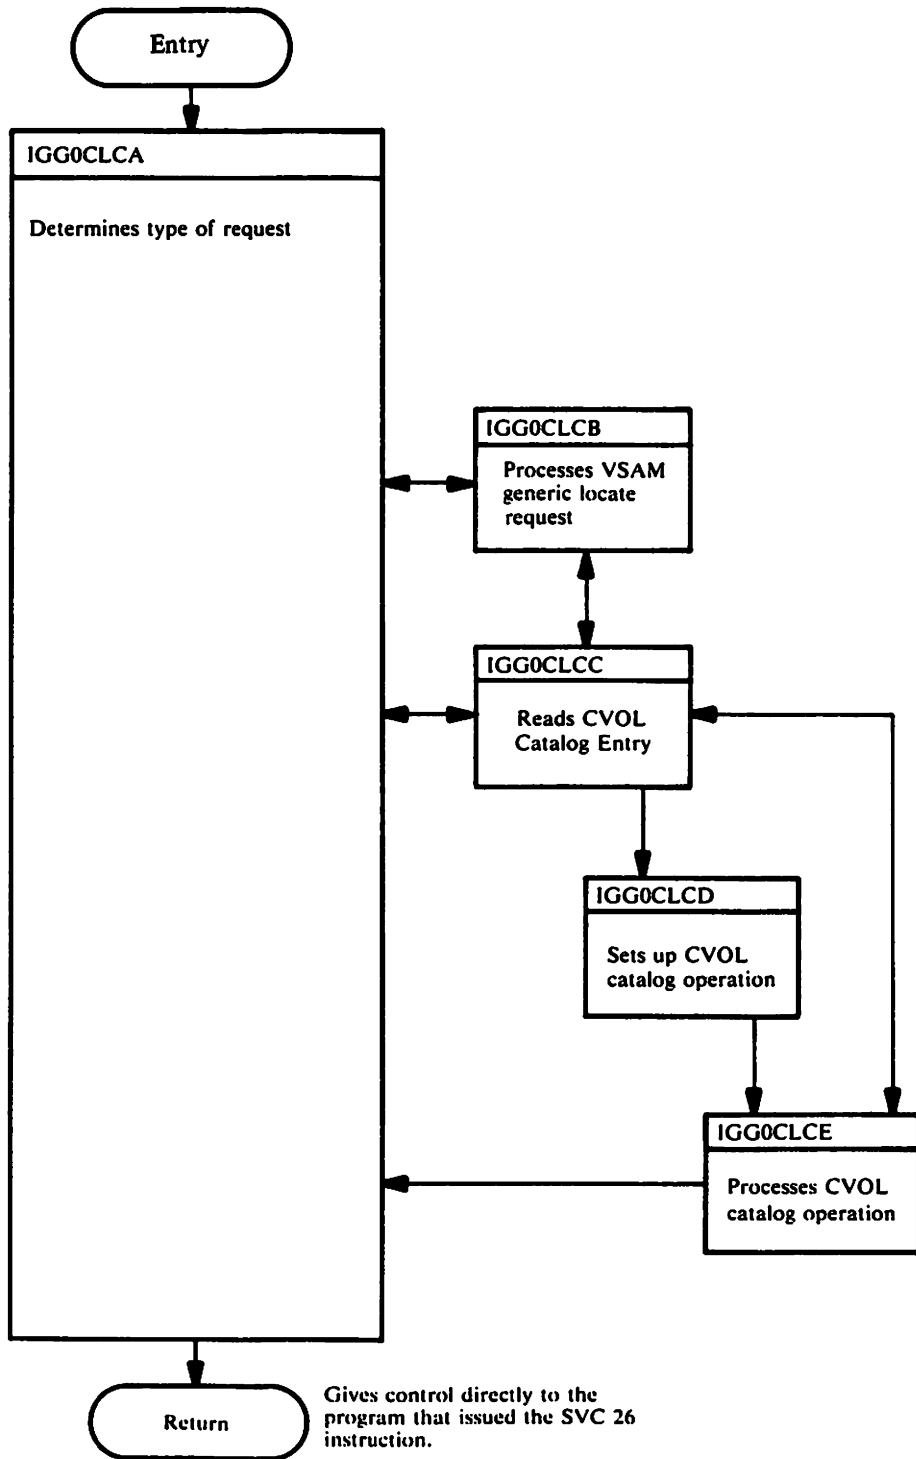 Entry
IGG0CLCA
Determines type of request
IGG0CLCB
Processes VSAM
generic locate
request
IGG0CLCC
Reads CVOL
Catalog Entry
IGG0CLCD
Sets up CVOL
catalog operation
IGG0CLCE
Processes CVOL
catalog operation
Return
Gives control directly to the
program that issued the SVC 26
instruction.